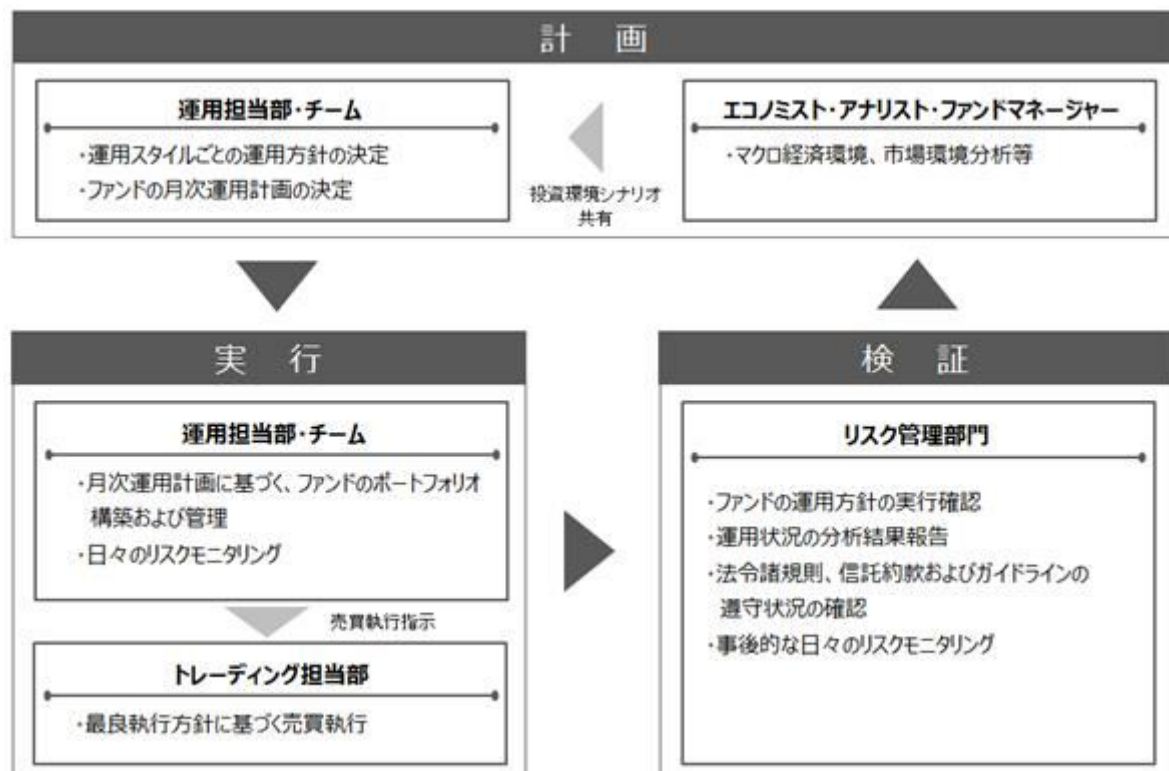 計 画
運用担当部・チーム
・運用スタイルごとの運用方針の決定
・ファンドの月次運用計画の決定
投資環境シナリオ
共有
エコノミスト・アナリスト・ファンドマネージャー
・マクロ経済環境、市場環境分析等
実 行
運用担当部・チーム
・月次運用計画に基づく、ファンドのポートフォリオ
構築および管理
・日々のリスクモニタリング
売買執行指示
トレーディング担当部
・最良執行方針に基づく売買執行
検 証
リスク管理部門
・ファンドの運用方針の実行確認
・運用状況の分析結果報告
・法令諸規則、信託約款およびガイドラインの
遵守状況の確認
・事後的な日々のリスクモニタリング